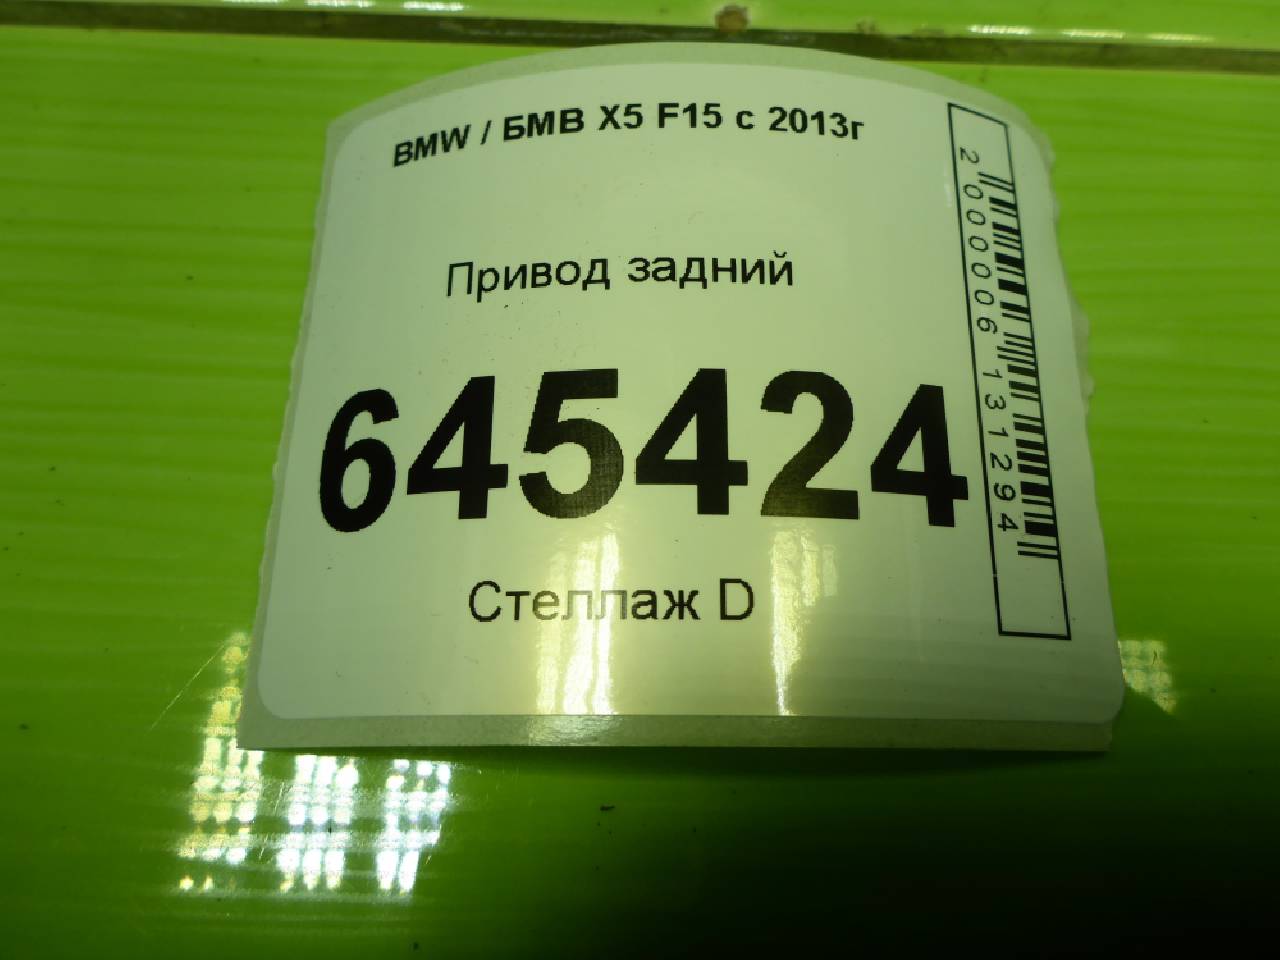 BMW / БМВ X5 F15 с 2013г
Привод задний
645424
Стеллаж D
2000006131294